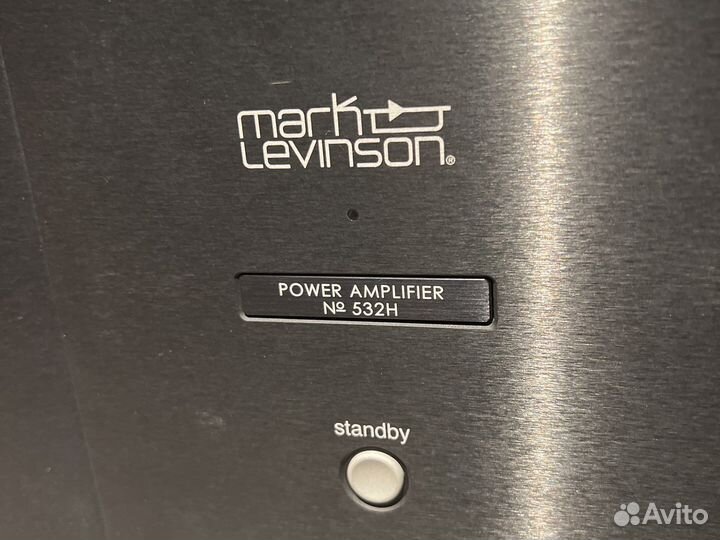 mark
LEVINSON®
POWER AMPLIFIER
Nº 532H
standby
Avito